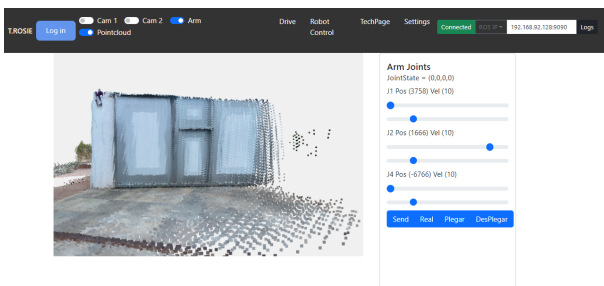 T.ROSIE
Log in
Cam 1 Cam 2 Arm
Pointcloud
Drive
Robot Control
TechPage
Settings
Connected
ROS IP
192.168.92.128:9090
Logs
Arm Joints
JointState = (0,0,0,0)
J1 Pos (3758) Vel (10)
J2 Pos (1666) Vel (10)
J4 Pos (-6766) Vel (10)
Send Real Plegar DesPlegar